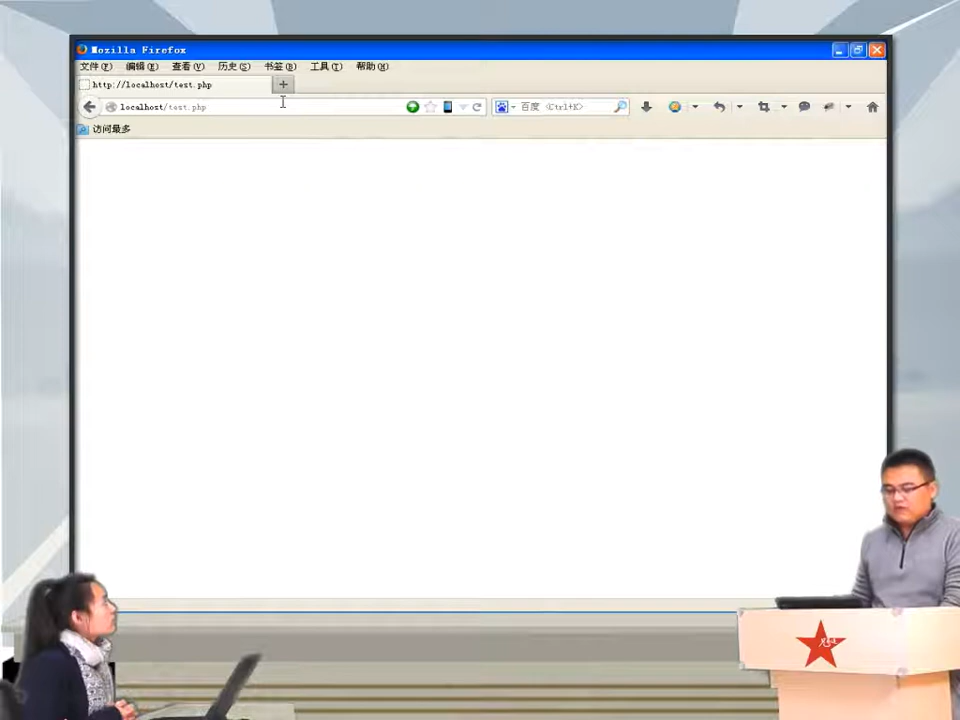 Mozilla Firefox
文件(F) 编辑(E) 查看(V) 历史(S) 书签(B) 工具(T) 帮助(H)
http://localhost/test.php
localhost/test.php 百度 <Ctrl+K>
访问最多